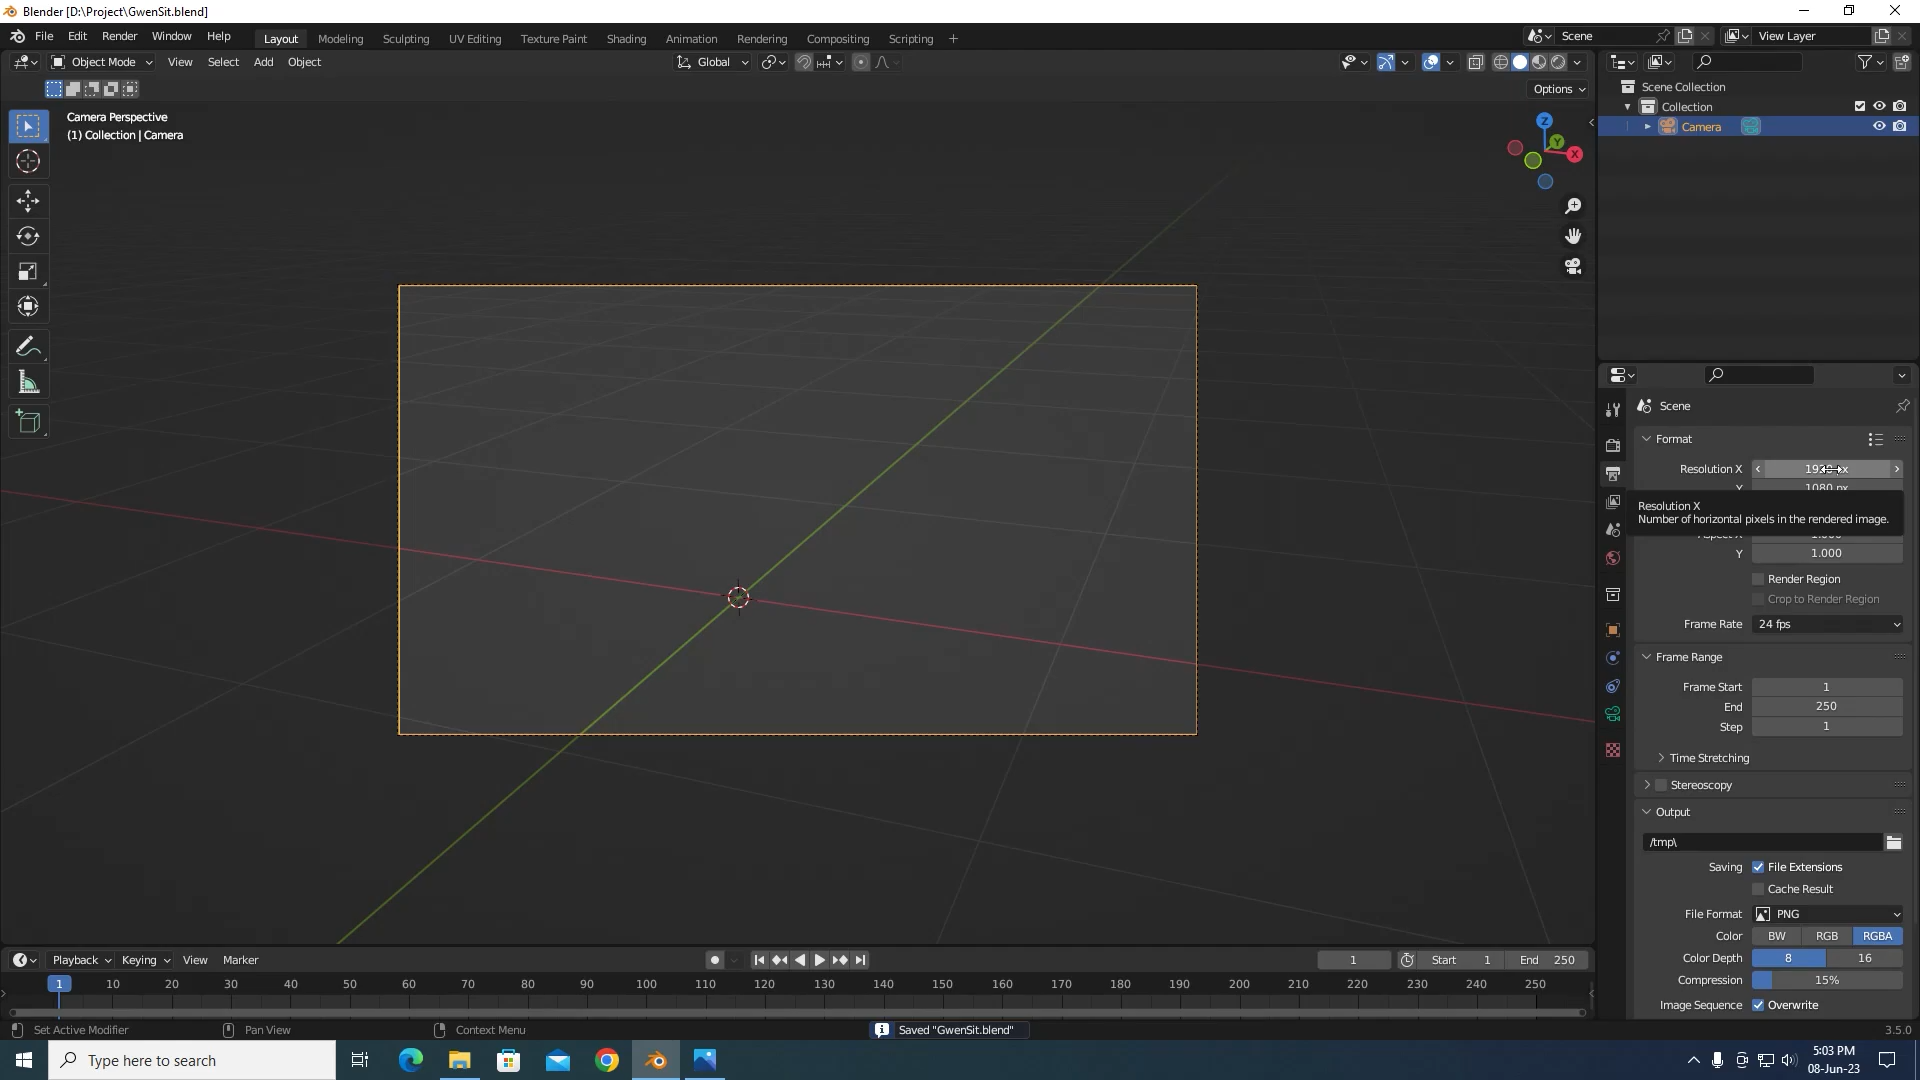 Blender [D:\Project\GwenSit.blend]
File Edit Render Window Help Layout Modeling Sculpting UV Editing Texture Paint Shading Animation Rendering Compositing Scripting + Scene View Layer
Object Mode View Select Add Object Global
Options
Camera Perspective
(1) Collection | Camera
Z
Y
X
Scene Collection
Collection
Camera
Scene
Format
Resolution X
Y 1080 px
Resolution X
Number of horizontal pixels in the rendered image.
Aspect X 1.000
Y 1.000
Render Region
Crop to Render Region
Frame Rate 24 fps
Frame Range
Frame Start 1
End 250
Step 1
Time Stretching
Stereoscopy
Output
/tmp\
Saving File Extensions
Cache Result
File Format PNG
Color BW RGB RGBA
Color Depth 8 16
Compression 15%
Image Sequence Overwrite
Playback Keying View Marker 1 Start 1 End 250
1 10 20 30 40 50 60 70 80 90 100 110 120 130 140 150 160 170 180 190 200 210 220 230 240 250
Set Active Modifier Pan View Context Menu Saved "GwenSit.blend" 3.5.0
Type here to search
5:03 PM
08-Jun-23